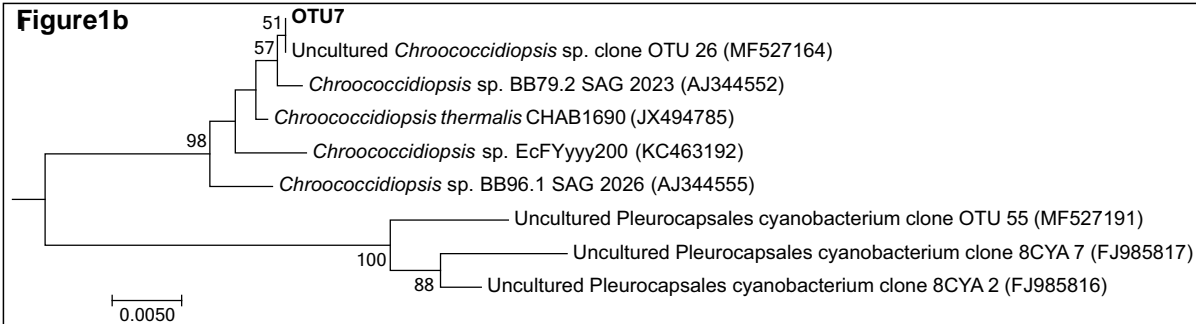 Figure1b
51
OTU7
57
Uncultured Chroococcidiopsis sp. clone OTU 26 (MF527164)
Chroococcidiopsis sp. BB79.2 SAG 2023 (AJ344552)
Chroococcidiopsis thermalis CHAB1690 (JX494785)
98
Chroococcidiopsis sp. EcFYyyy200 (KC463192)
Chroococcidiopsis sp. BB96.1 SAG 2026 (AJ344555)
Uncultured Pleurocapsales cyanobacterium clone OTU 55 (MF527191)
Uncultured Pleurocapsales cyanobacterium clone 8CYA 7 (FJ985817)
100
88
Uncultured Pleurocapsales cyanobacterium clone 8CYA 2 (FJ985816)
0.0050